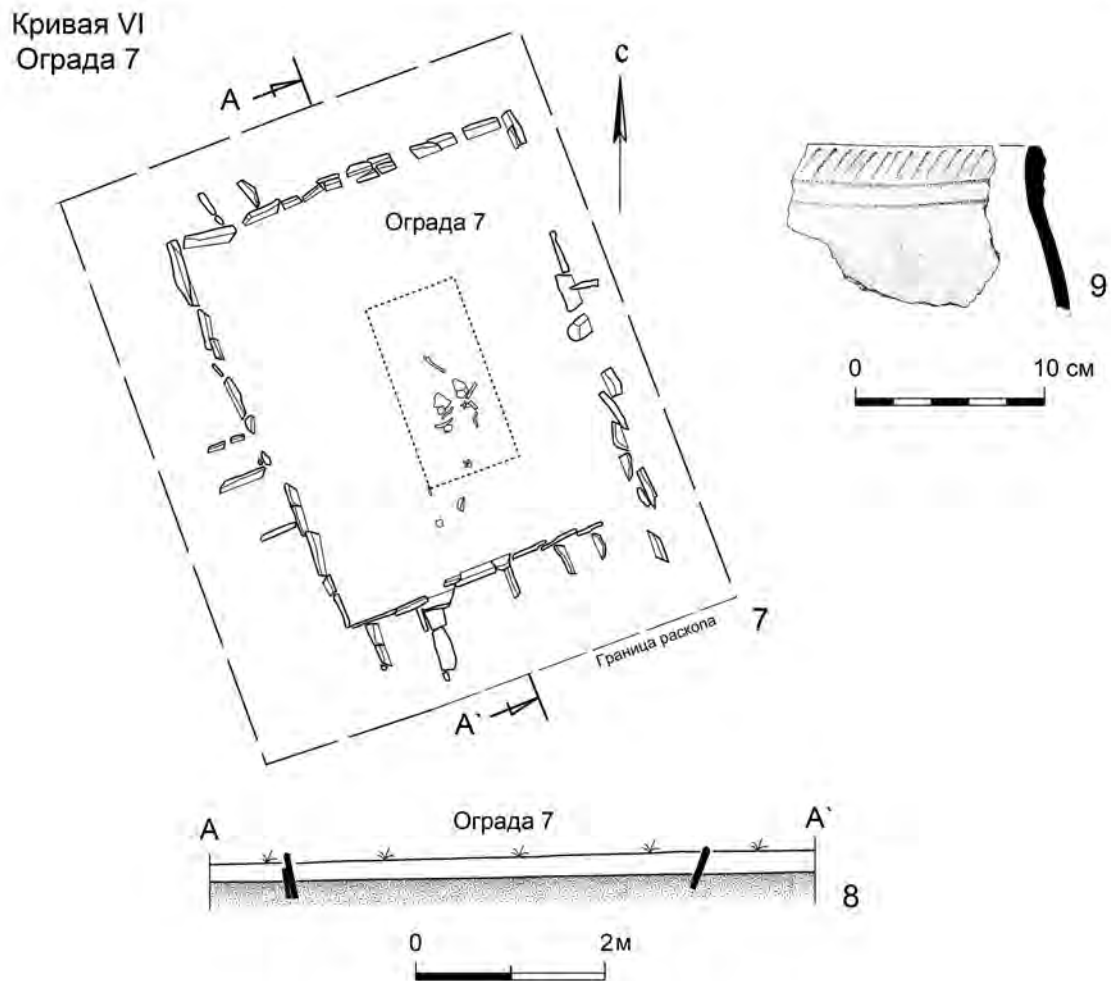 Кривая VI
Ограда 7
А
с
Ограда 7
9
0 10 см
7
Граница раскопа
А`
А Ограда 7 А`
8
0 2м